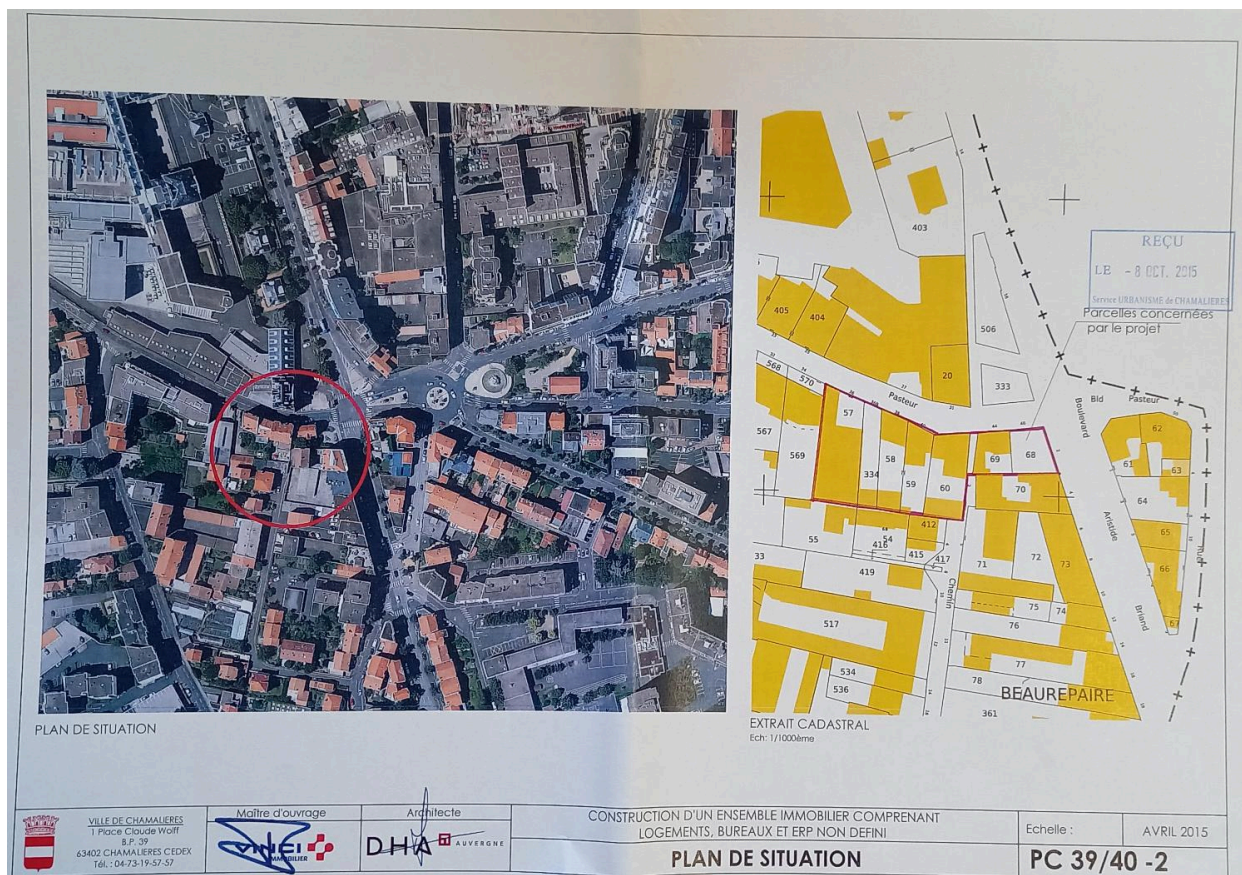 REÇU
LE - 8 OCT. 2015
Service URBANISME de CHAMALIERES
Parcelles concernées
par le projet
403
405
404
506
333
20
568
570
Pasteur
Bld Pasteur
Boulevard
Aristide
Briand
57
567
569
334
58
59
60
69
68
70
62
61
63
64
65
66
67
412
55
54
416
415
417
33
419
71
72
73
Chemin
75
74
517
76
77
534
78
536
361
BEAUREPAIRE
PLAN DE SITUATION
EXTRAIT CADASTRAL
Ech: 1/1000ème
VILLE DE CHAMALIERES
1 Place Claude Wolff
B.P. 39
63402 CHAMALIERES CEDEX
Tél. : 04-73-19-57-57
Maître d'ouvrage
VINCI
IMMOBILIER
Architecte
DHA AUVERGNE
CONSTRUCTION D'UN ENSEMBLE IMMOBILIER COMPRENANT
LOGEMENTS, BUREAUX ET ERP NON DEFINI
PLAN DE SITUATION
Echelle :
AVRIL 2015
PC 39/40 -2